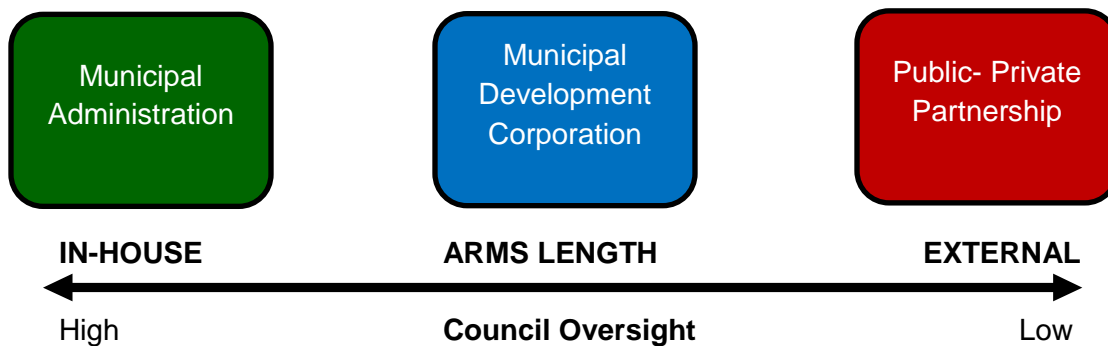 Municipal
Administration
Municipal
Development
Corporation
Public- Private
Partnership
IN-HOUSE
ARMS LENGTH
EXTERNAL
High
Council Oversight
Low